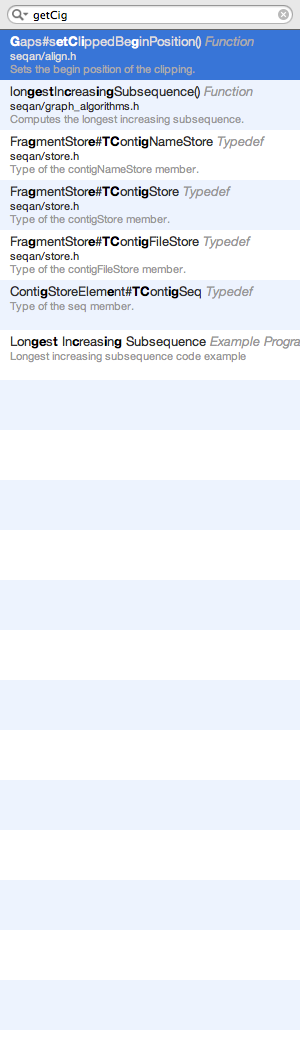 getCig
Gaps#setClippedBeginPosition() Function
seqan/align.h
Sets the begin position of the clipping.
longestIncreasingSubsequence() Function
seqan/graph_algorithms.h
Computes the longest increasing subsequence.
FragmentStore#TContigNameStore Typedef
seqan/store.h
Type of the contigNameStore member.
FragmentStore#TContigStore Typedef
seqan/store.h
Type of the contigStore member.
FragmentStore#TContigFileStore Typedef
seqan/store.h
Type of the contigFileStore member.
ContigStoreElement#TContigSeq Typedef
Type of the seq member.
Longest Increasing Subsequence Example Progra
Longest increasing subsequence code example